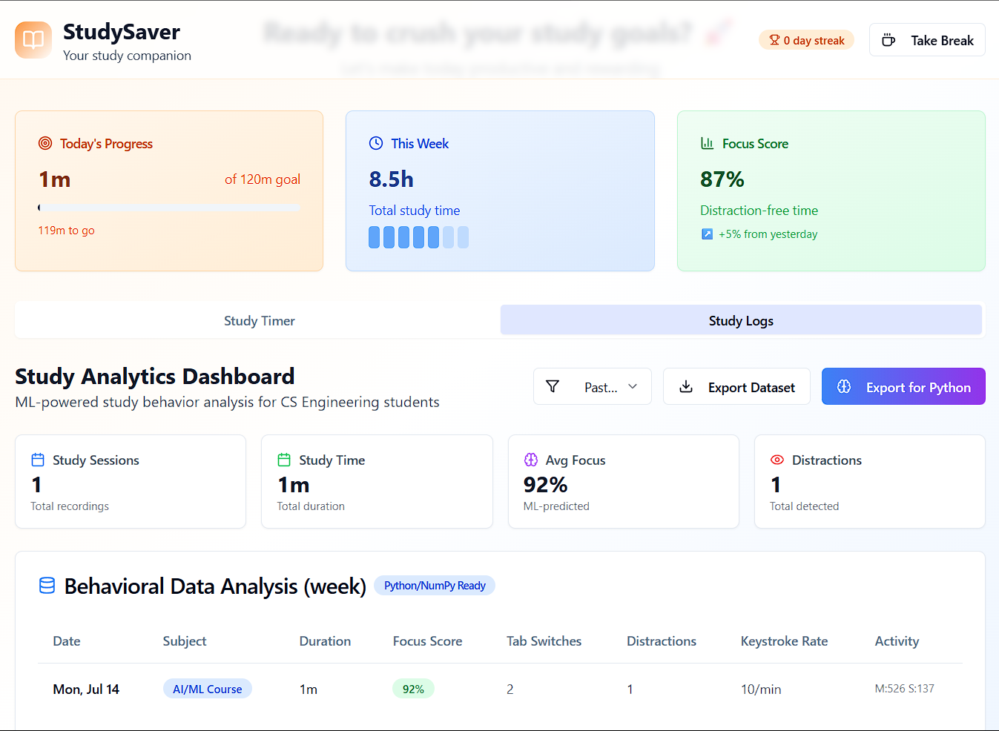 StudySaver
Your study companion
Ready to crush your study goals?
Let's make today productive and rewarding
0 day streak
Take Break
Today's Progress
1m
of 120m goal
119m to go
This Week
8.5h
Total study time
Focus Score
87%
Distraction-free time
+5% from yesterday
Study Timer
Study Logs
Study Analytics Dashboard
ML-powered study behavior analysis for CS Engineering students
Past...
Export Dataset
Export for Python
Study Sessions
1
Total recordings
Study Time
1m
Total duration
Avg Focus
92%
ML-predicted
Distractions
1
Total detected
Behavioral Data Analysis (week)
Python/NumPy Ready
Date Subject Duration Focus Score Tab Switches Distractions Keystroke Rate Activity
Mon, Jul 14 AI/ML Course 1m 92% 2 1 10/min M:526 S:137